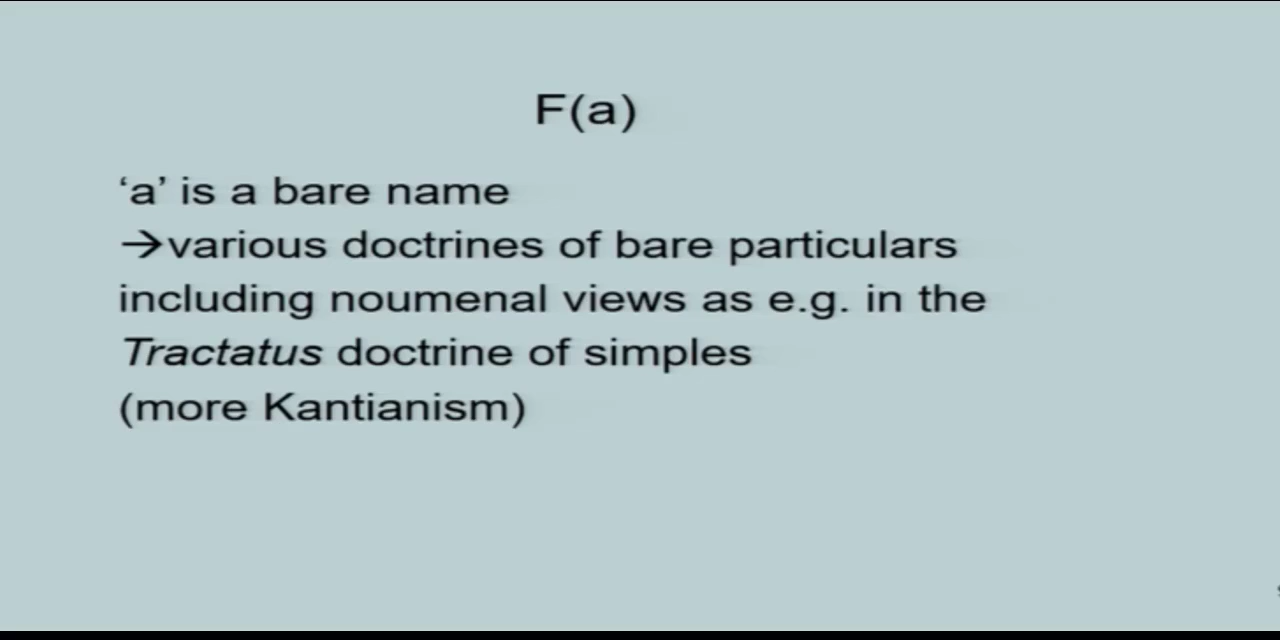 F(a)
‘a’ is a bare name
→various doctrines of bare particulars
including noumenal views as e.g. in the
Tractatus doctrine of simples
(more Kantianism)